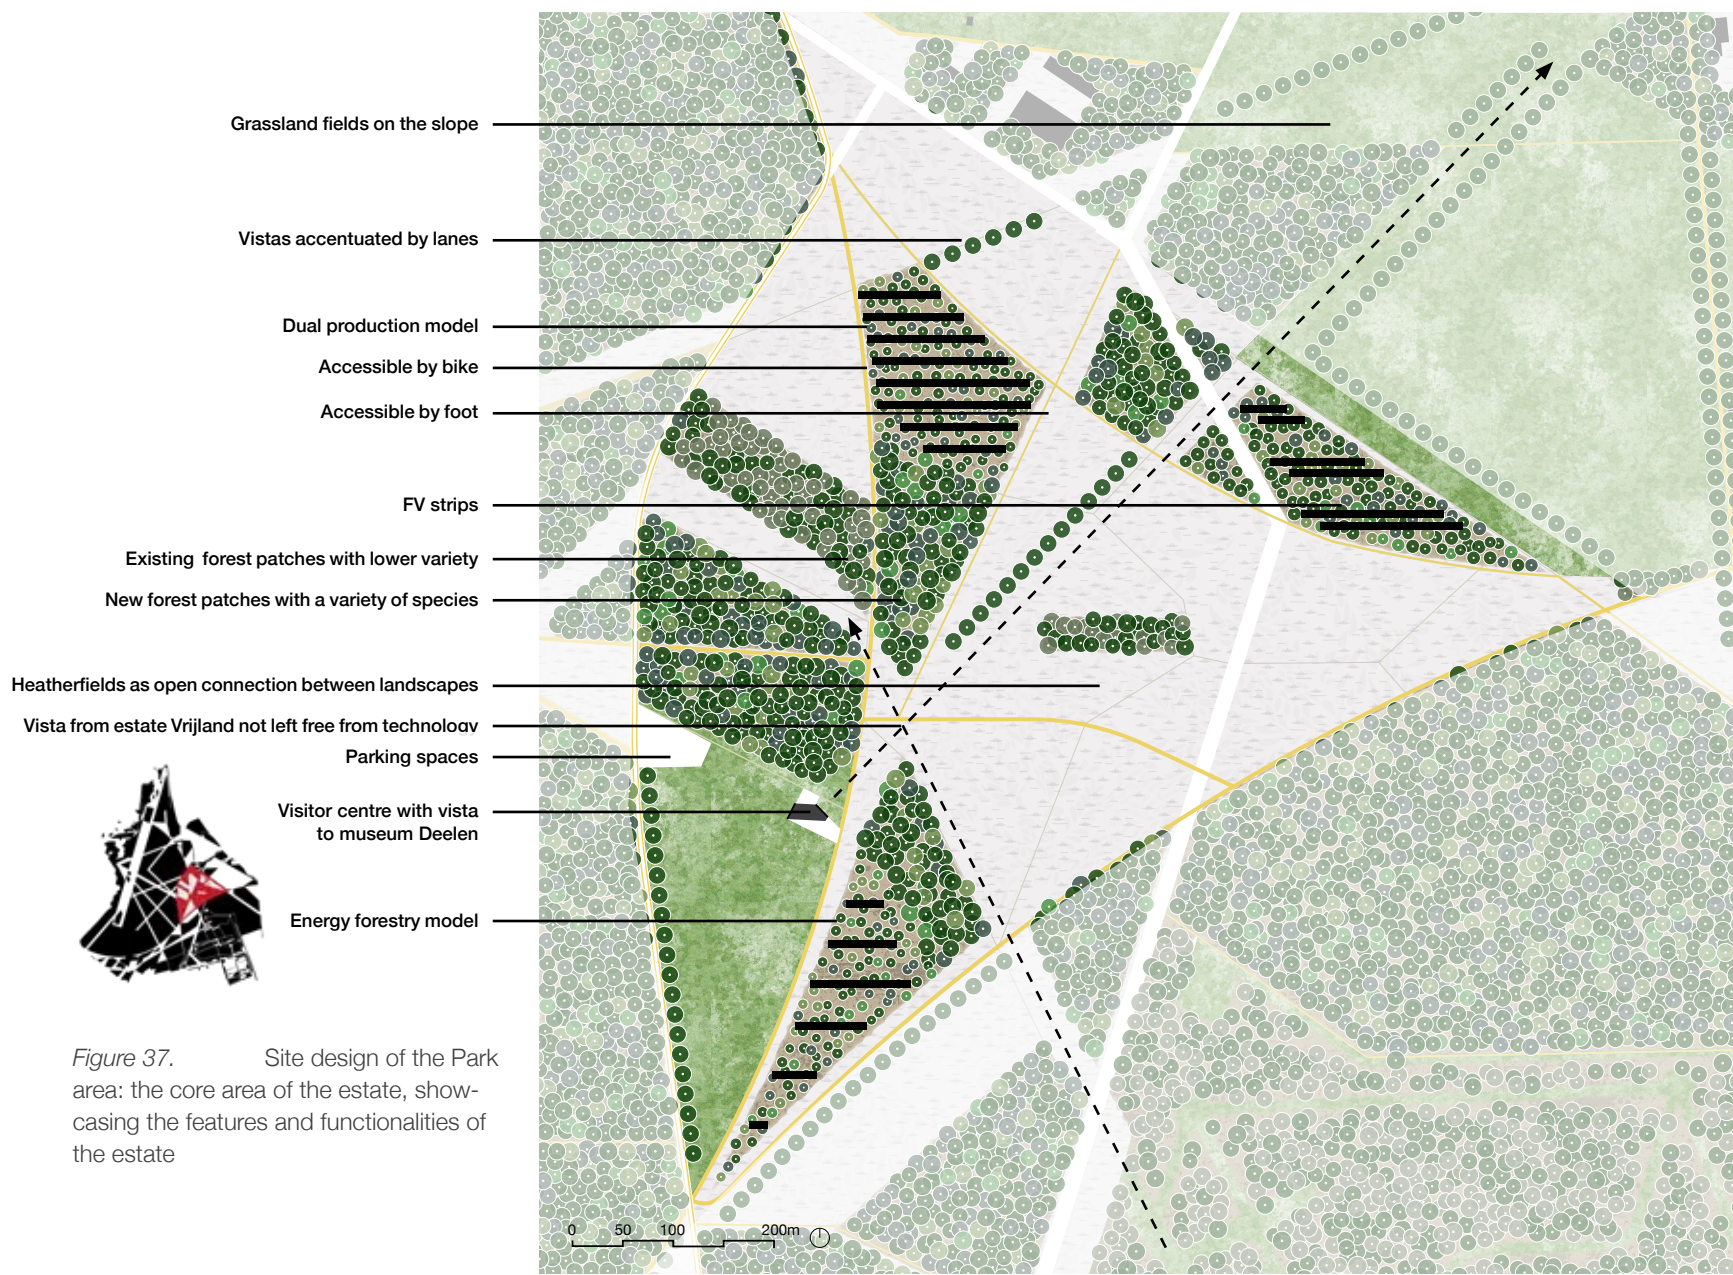 Grassland fields on the slope
Vistas accentuated by lanes
Dual production model
Accessible by bike
Accessible by foot
FV strips
Existing  forest patches with lower variety
New forest patches with a variety of species
Heatherfields as open connection between landscapes
Vista from estate Vrijland not left free from technology
Parking spaces
Visitor centre with vista
to museum Deelen
Energy forestry model
Figure 37. Site design of the Park
area: the core area of the estate, show-
casing the features and functionalities of
the estate
0 50 100 200m